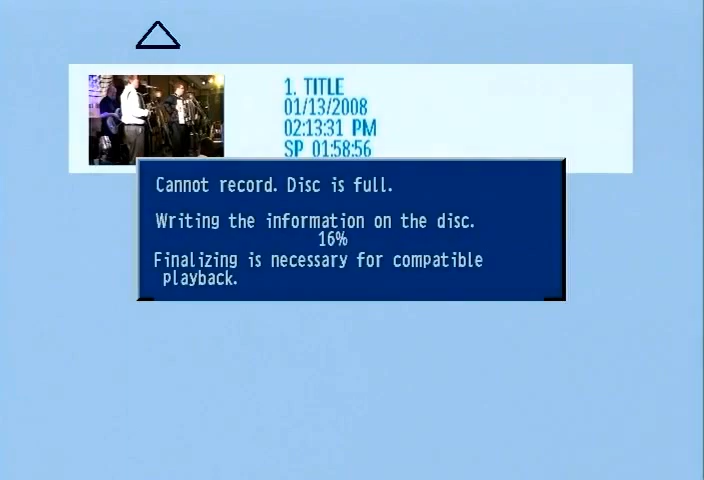 1. TITLE
01/13/2008
02:13:31 PM
SP 01:58:56
Cannot record. Disc is full.
Writing the information on the disc.
16%
Finalizing is necessary for compatible
playback.